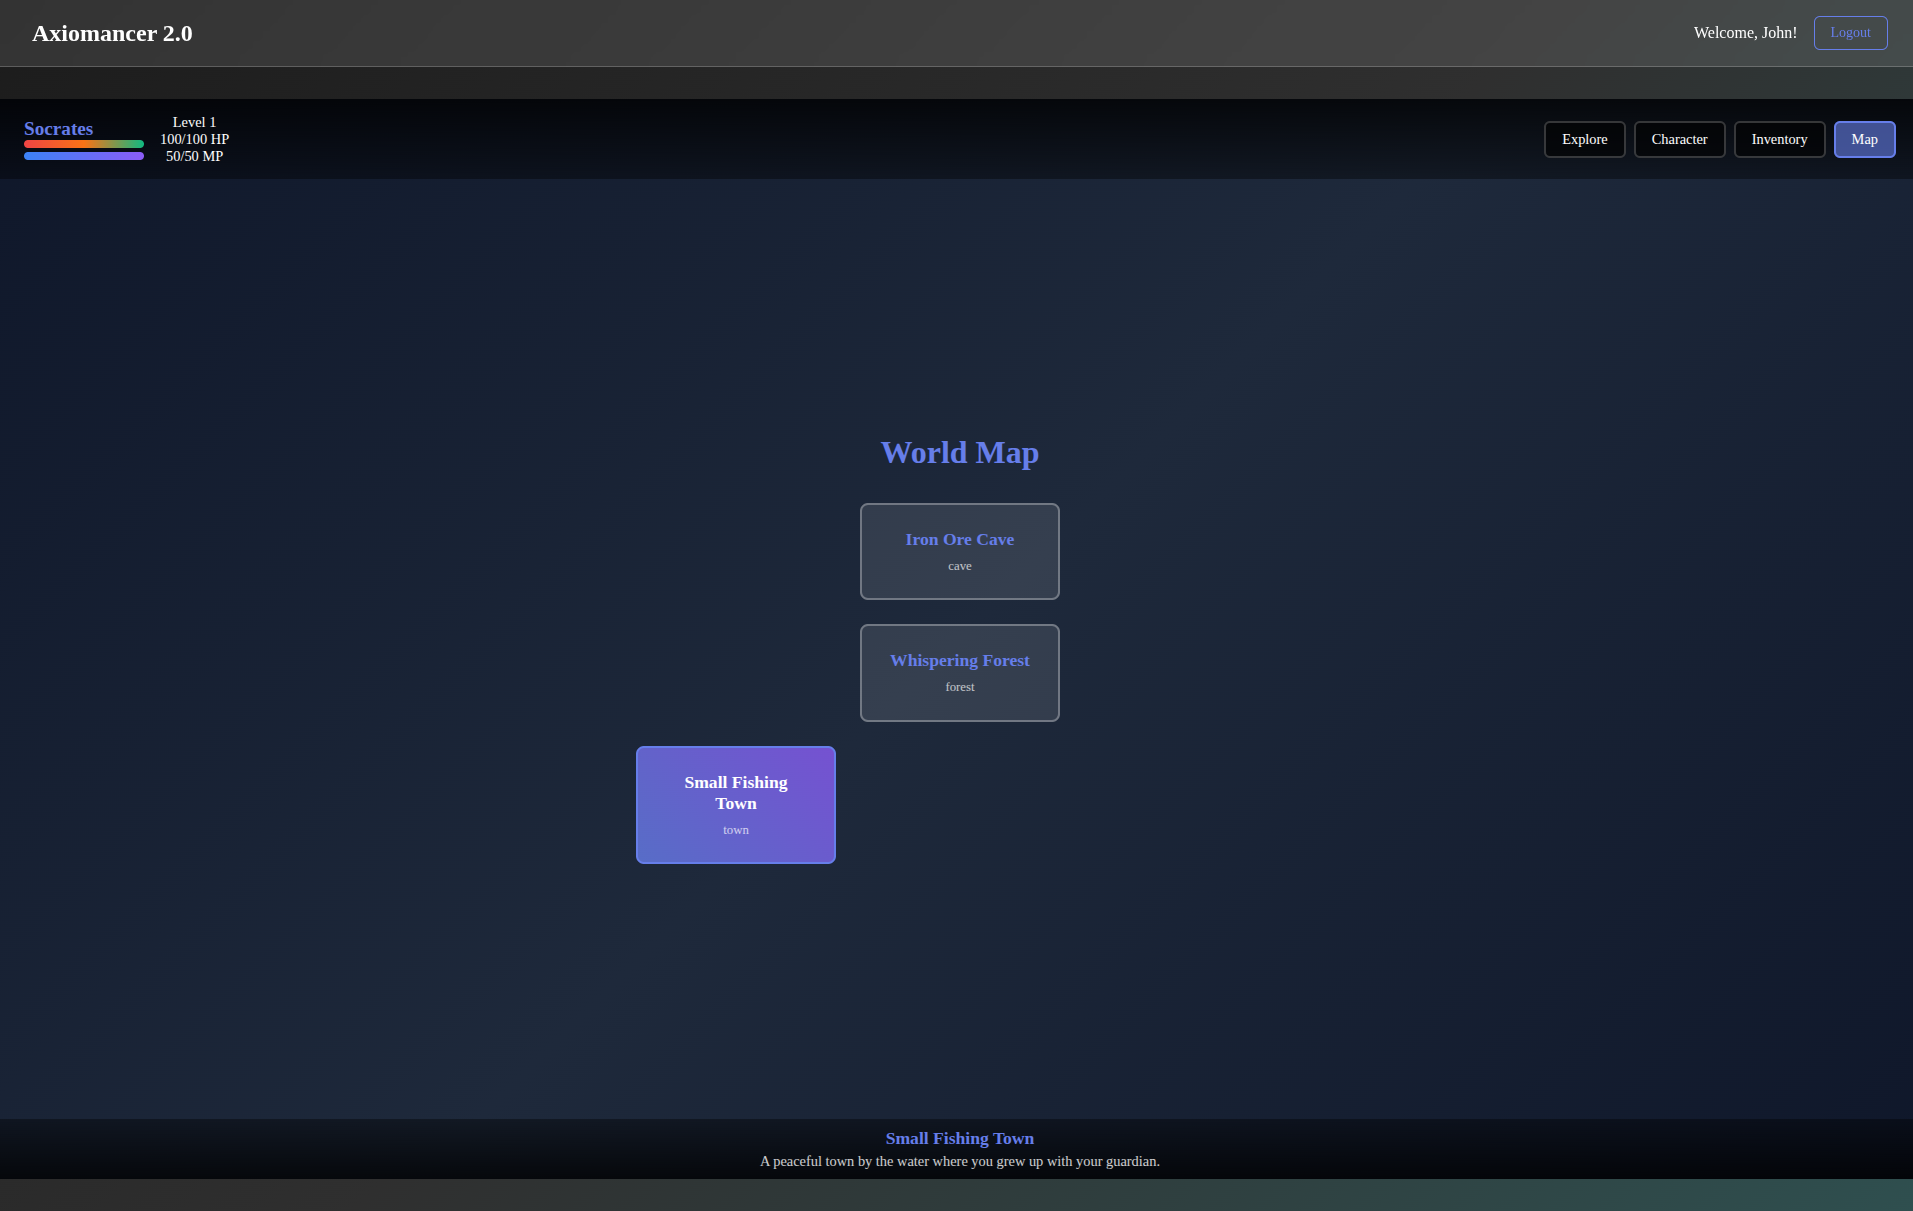 Axiomancer 2.0
Welcome, John!
Logout
Socrates
Level 1
100/100 HP
50/50 MP
Explore
Character
Inventory
Map
World Map
Iron Ore Cave
cave
Whispering Forest
forest
Small Fishing
Town
town
Small Fishing Town
A peaceful town by the water where you grew up with your guardian.